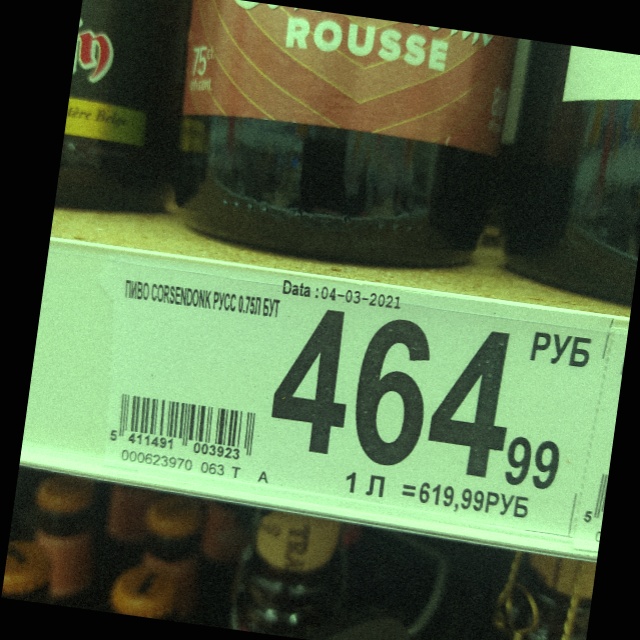 ROUSSE
75
ПИВО CORSENDONK РУСС 0.75Л БУТ
Data :04-03-2021
464
99
РУБ
5 411491 003923
000623970 063 Т А
1 Л =619,99РУБ
5